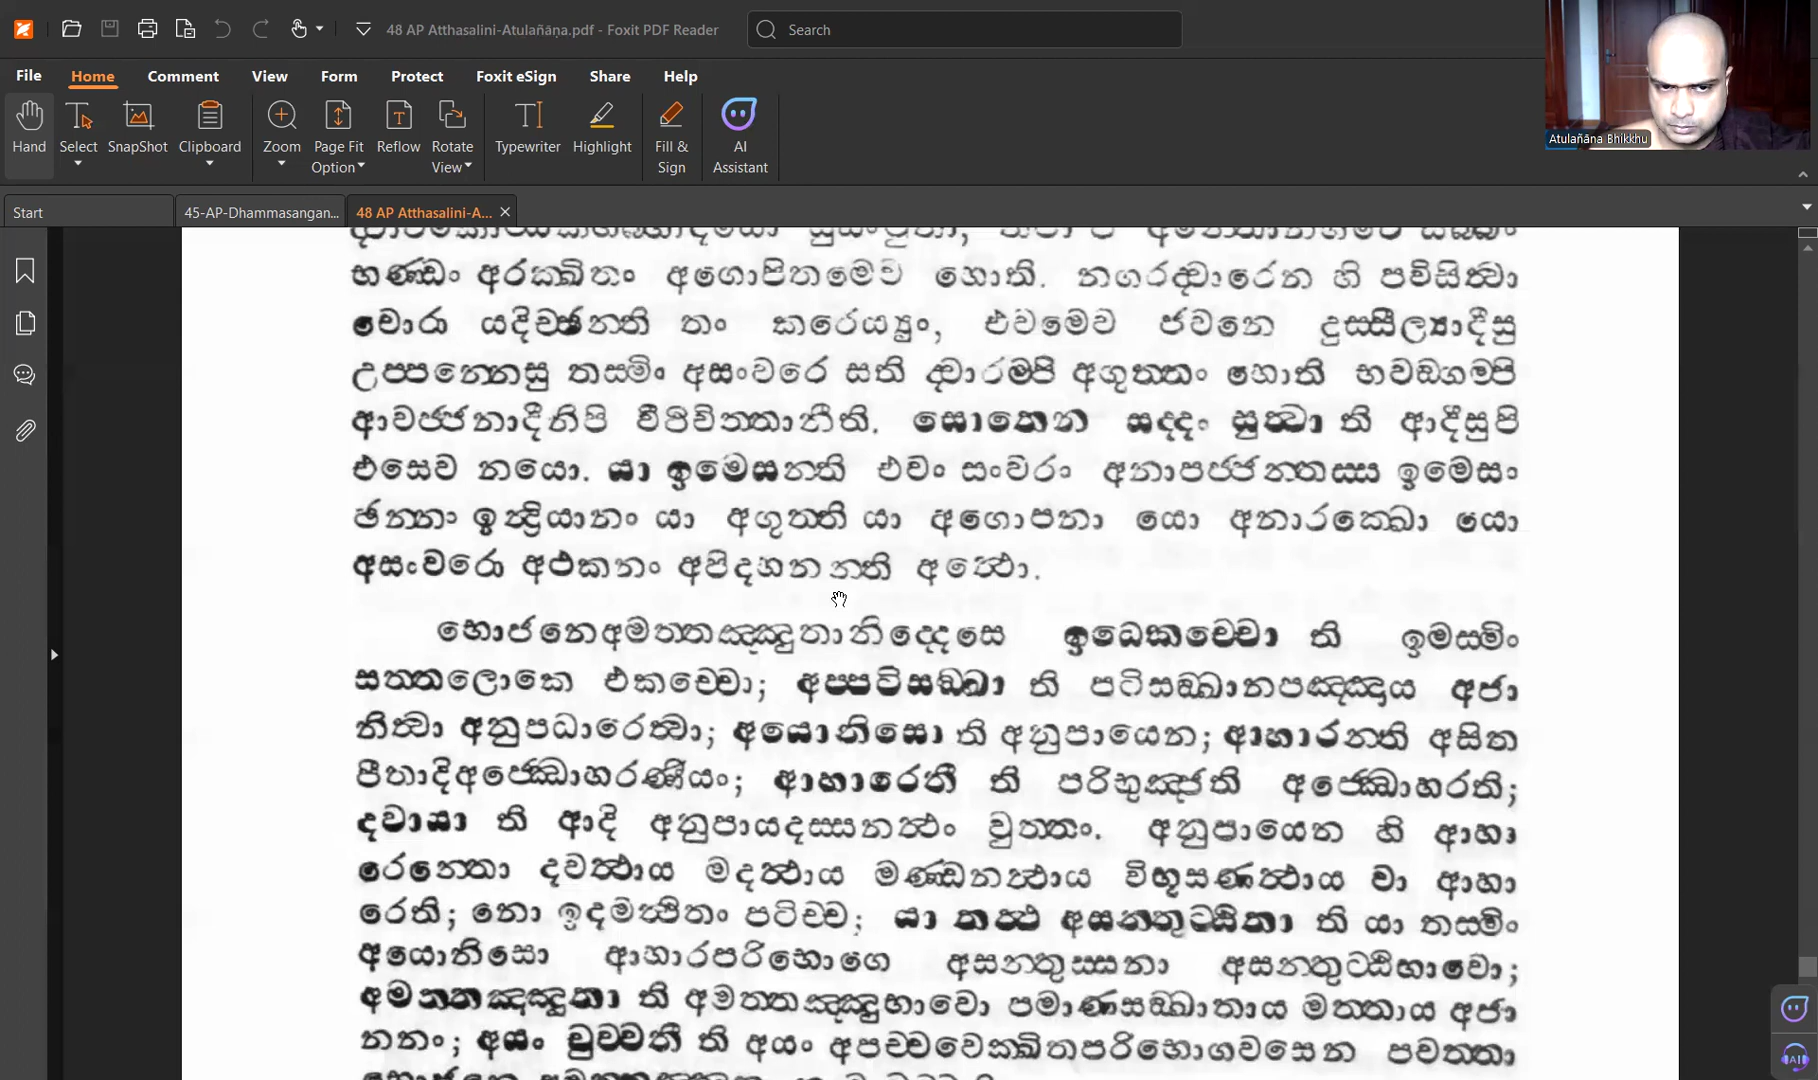 48 AP Atthasalini-Atulañāṇa.pdf - Foxit PDF Reader
Search
File Home Comment View Form Protect Foxit eSign Share Help
Hand Select SnapShot Clipboard Zoom Page Fit Option Reflow Rotate View Typewriter Highlight Fill & Sign AI Assistant
Atulañāna Bhikkhu
Start 45-AP-Dhammasangan... 48 AP Atthasalini-A...
භණ්ඩං අරක්ඛිතං අගොපිතමෙව හොති. නගරද්වාරෙන හි පවිසිත්වා
චොරා යදිච්ඡන්ති තං කරෙය්‍යුං, එවමෙව ජවනෙ දුස්සීල්‍යාදීසු
උප්පන්නෙසු තස්මිං අසංවරෙ සති ද්වාරම්පි අගුත්තං හොති භවඞ්ගම්පි
ආවජ්ජනාදීනිපි වීථිචිත්තානීති. සොතෙන සද්දං සුත්වා ති ආදීසුපි
එසෙව නයො. යා ඉමෙසන්ති එවං සංවරං අනාපජ්ජන්තස්ස ඉමෙසං
ඡන්නං ඉන්ද්‍රියානං යා අගුත්ති යා අගොපනා යො අනාරක්ඛො යො
අසංවරො අථකනං අපිදහනන්ති අත්ථො.
භොජනෙඅමත්තඤ්ඤුතානිද්දෙසෙ ඉධෙකච්චො ති ඉමස්මිං
සත්තලොකෙ එකච්චො; අප්පටිසඞ්ඛා ති පටිසඞ්ඛානපඤ්ඤාය අජා
නිත්වා අනුපධාරෙත්වා; අයොනිසො ති අනුපායෙන; ආහාරන්ති අසිත
පීතාදිඅජ්ඣොහරණීයං; ආහාරෙතී ති පරිභුඤ්ජති අජ්ඣොහරති;
දවායා ති ආදි අනුපායදස්සනත්ථං වුත්තං. අනුපායෙන හි ආහා
රෙන්තො දවත්ථාය මදත්ථාය මණ්ඩනත්ථාය විභූසණත්ථාය වා ආහා
රෙති; නො ඉදමත්ථිතං පටිච්ච; යා තත්ථ අසන්තුට්ඨිතා ති යා තස්මිං
අයොනිසො ආහාරපරිභොගෙ අසන්තුස්සනා අසන්තුට්ඨිභාවො;
අමත්තඤ්ඤුතා ති අමත්තඤ්ඤුභාවො පමාණසඞ්ඛාතාය මත්තාය අජා
නනං; අයං වුච්චතී ති අයං අපච්චවෙක්ඛිතපරිභොගවසෙන පවත්තා